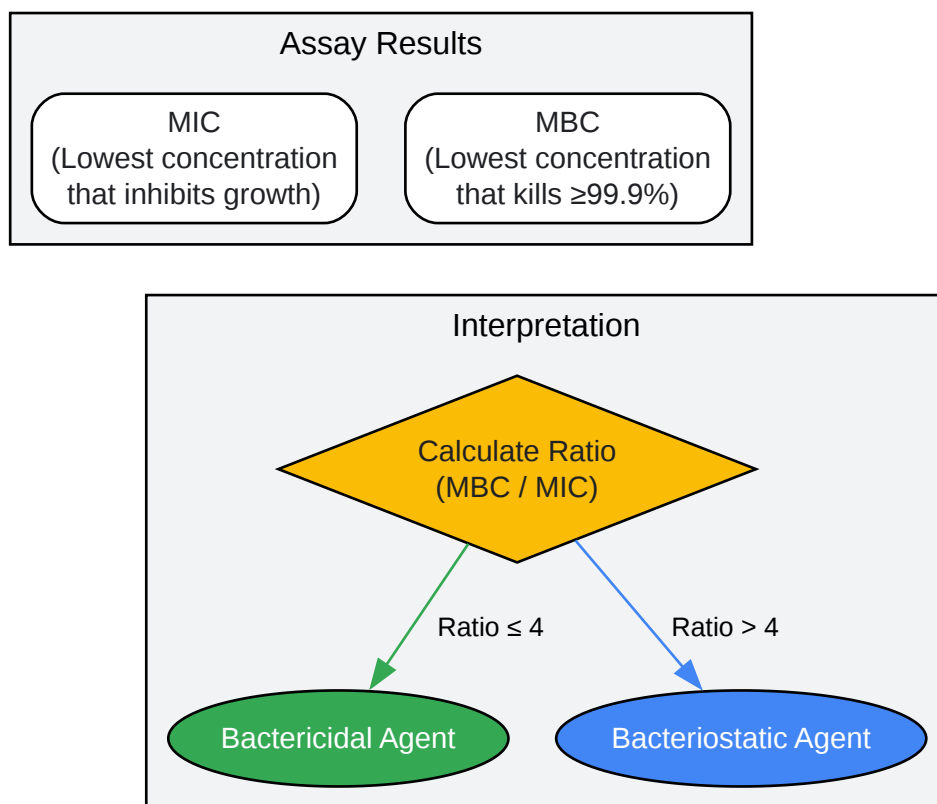 Assay Results
MIC
(Lowest concentration
that inhibits growth)
MBC
(Lowest concentration
that kills ≥99.9%)
Interpretation
Calculate Ratio
(MBC / MIC)
Ratio ≤ 4
Ratio > 4
Bactericidal Agent
Bacteriostatic Agent